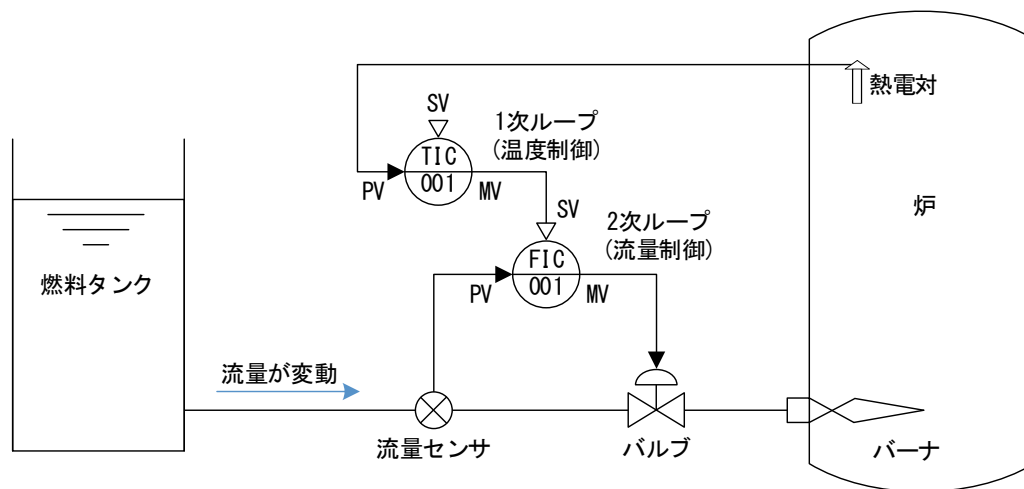 熱電対
SV
1次ループ
(温度制御)
TIC
001
PV
MV
SV
炉
2次ループ
(流量制御)
FIC
001
PV
MV
燃料タンク
流量が変動
流量センサ
バルブ
バーナ